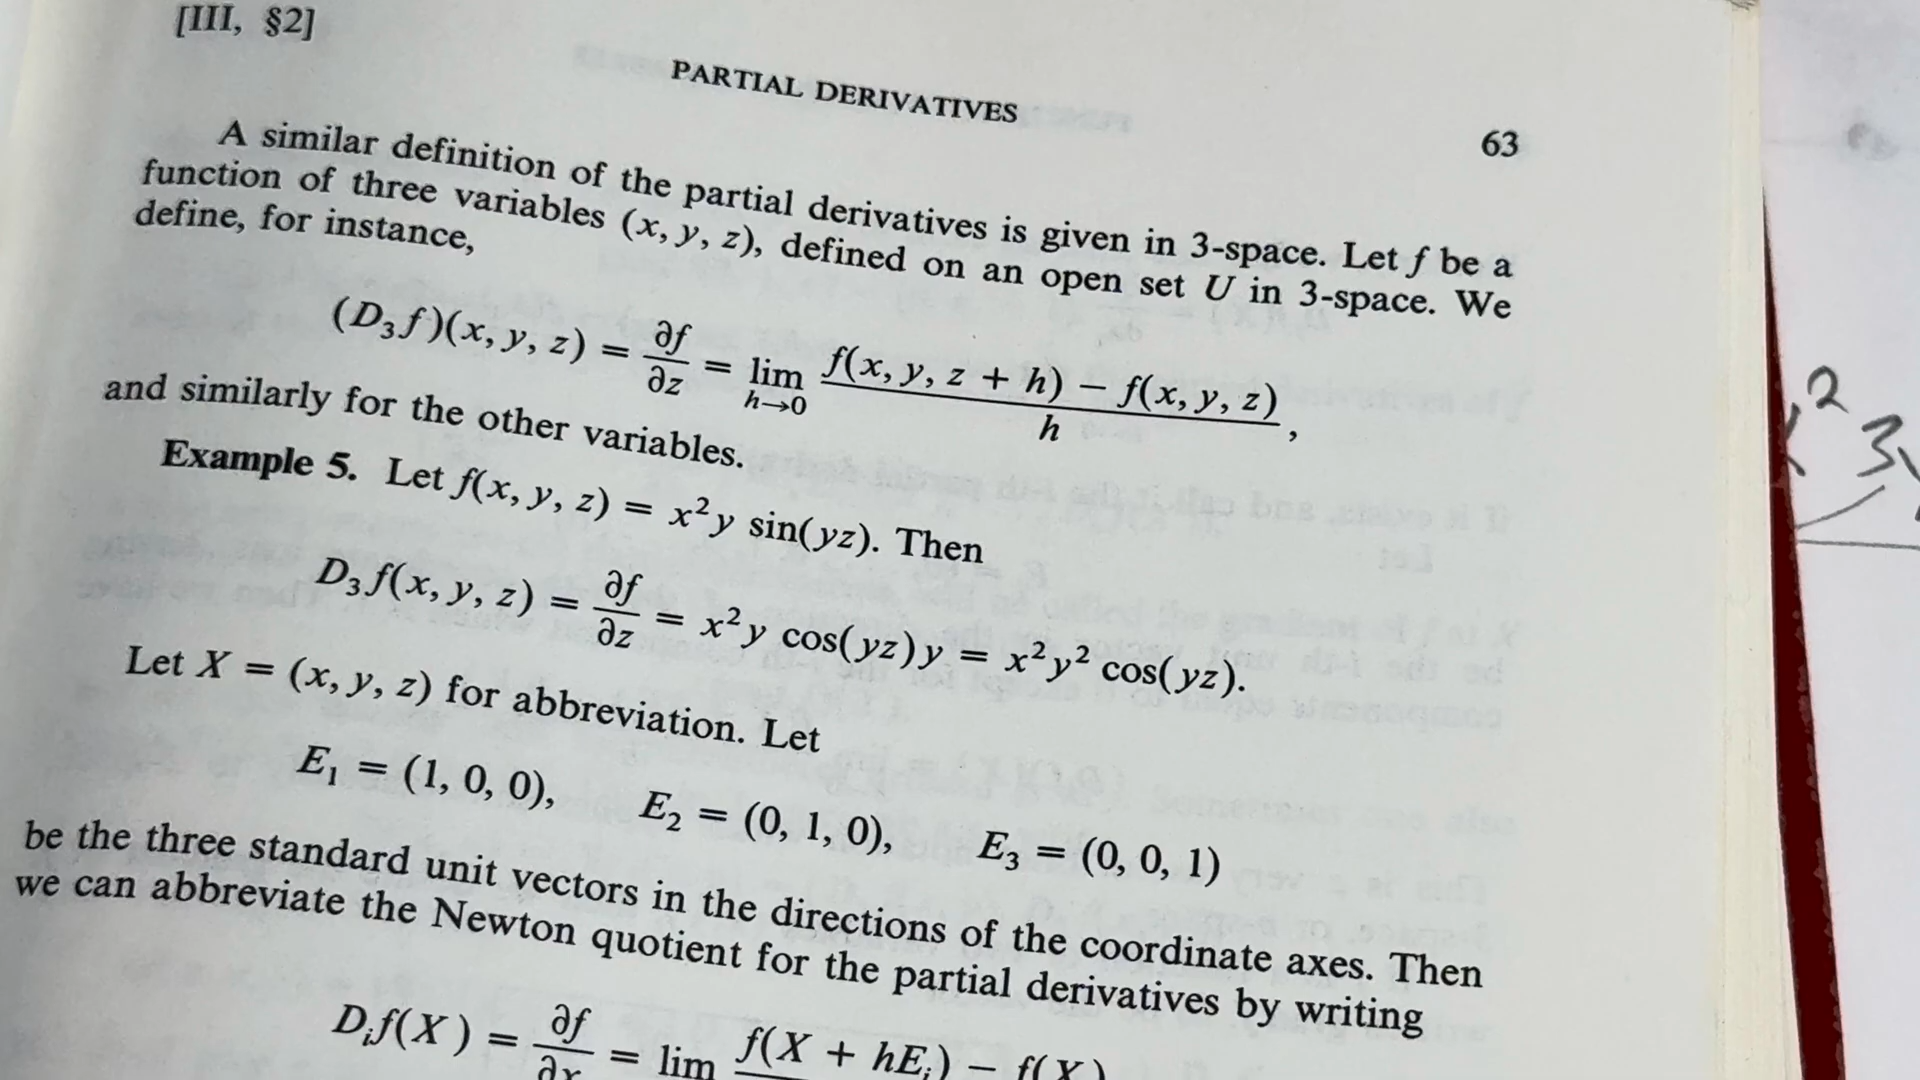 [III, §2]
PARTIAL DERIVATIVES
63
A similar definition of the partial derivatives is given in 3-space. Let f be a
function of three variables (x, y, z), defined on an open set U in 3-space. We
define, for instance,
(D₃f)(x, y, z) = ∂f/∂z = lim h→0 f(x, y, z + h) − f(x, y, z)/h,
and similarly for the other variables.
Example 5. Let f(x, y, z) = x²y sin(yz). Then
D₃f(x, y, z) = ∂f/∂z = x²y cos(yz)y = x²y² cos(yz).
Let X = (x, y, z) for abbreviation. Let
E₁ = (1, 0, 0), E₂ = (0, 1, 0), E₃ = (0, 0, 1)
be the three standard unit vectors in the directions of the coordinate axes. Then
we can abbreviate the Newton quotient for the partial derivatives by writing
Dᵢf(X) = ∂f/∂x = lim f(X + hEᵢ) − f(X)
2 3